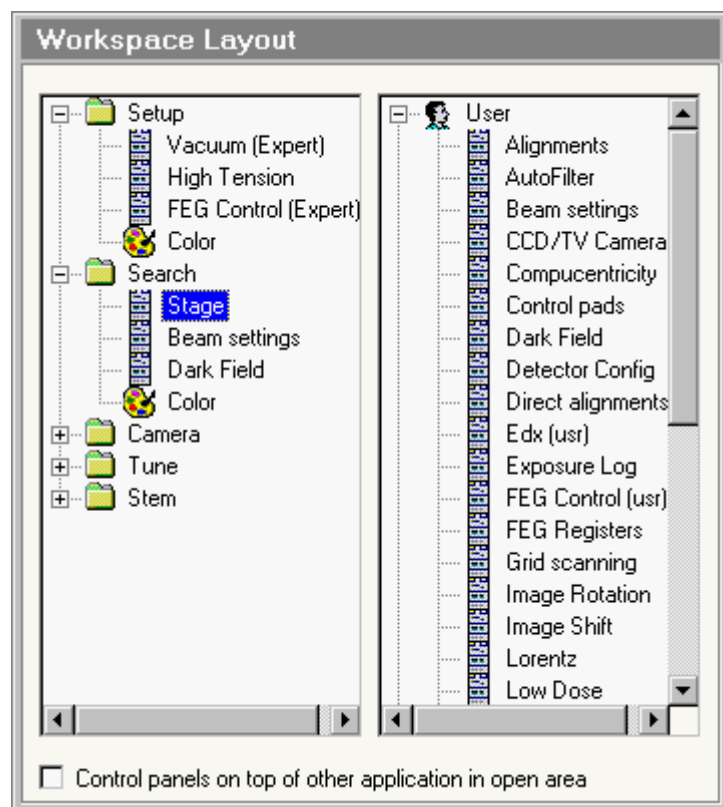 Workspace Layout
Setup
Vacuum (Expert)
High Tension
FEG Control (Expert)
Color
Search
Stage
Beam settings
Dark Field
Color
Camera
Tune
Stem
User
Alignments
AutoFilter
Beam settings
CCD/TV Camera
Compucentricity
Control pads
Dark Field
Detector Config
Direct alignments
Edx (usr)
Exposure Log
FEG Control (usr)
FEG Registers
Grid scanning
Image Rotation
Image Shift
Lorentz
Low Dose
Control panels on top of other application in open area